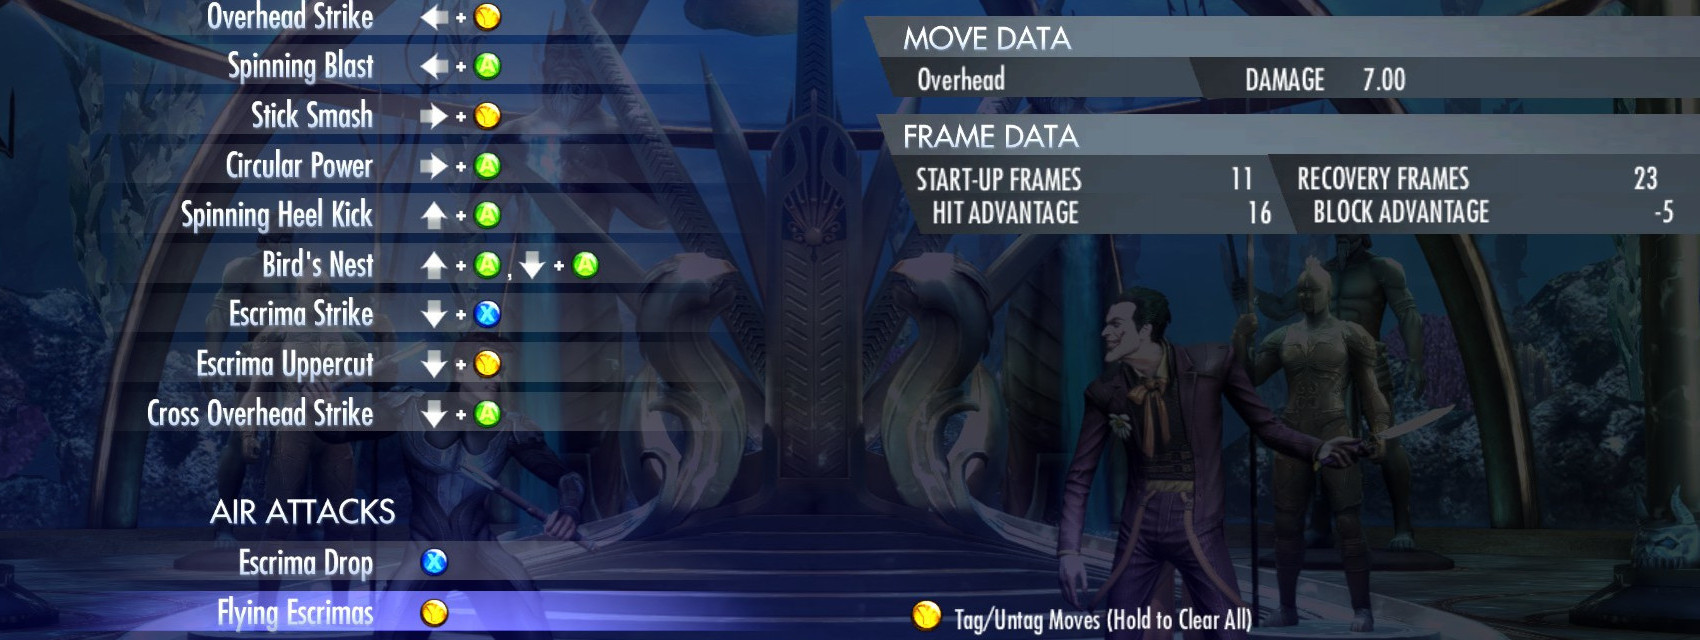 Overhead Strike + Y
Spinning Blast + A
Stick Smash + Y
Circular Power + A
Spinning Heel Kick + A
Bird's Nest + A , + A
Escrima Strike + X
Escrima Uppercut + Y
Cross Overhead Strike + A
AIR ATTACKS
Escrima Drop X
Flying Escrimas Y
MOVE DATA
Overhead DAMAGE 7.00
FRAME DATA
START-UP FRAMES 11 RECOVERY FRAMES 23
HIT ADVANTAGE 16 BLOCK ADVANTAGE -5
Y Tag/Untag Moves (Hold to Clear All)